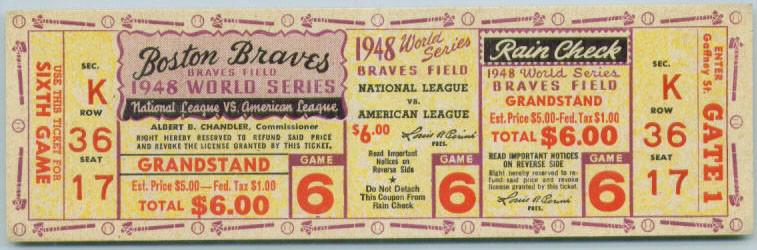 USE THIS TICKET FOR
SIXTH GAME
SEC.
K
ROW
36
SEAT
17
Boston Braves
BRAVES FIELD
1948 WORLD SERIES
National League VS. American League
ALBERT B. CHANDLER, Commissioner
RIGHT HEREBY RESERVED TO REFUND SAID PRICE
AND REVOKE THE LICENSE GRANTED BY THIS TICKET.
GRANDSTAND
Est. Price $5.00—Fed. Tax $1.00
TOTAL $6.00
GAME
6
1948 World Series
BRAVES FIELD
NATIONAL LEAGUE
vs.
AMERICAN LEAGUE
$6.00
Louis R. Perini
PRES.
Read Important
Notices on
Reverse Side
★
Do Not Detach
This Coupon From
Rain Check
GAME
6
Rain Check
1948 World Series
BRAVES FIELD
GRANDSTAND
Est. Price $5.00-Fed. Tax $1.00
TOTAL $6.00
READ IMPORTANT NOTICES
ON REVERSE SIDE
Right hereby reserved to re-
fund said price and revoke
license granted by this ticket.
Louis R. Perini
PRES.
GAME
6
SEC.
K
ROW
36
SEAT
17
ENTER
Gaffney St.
GATE 1